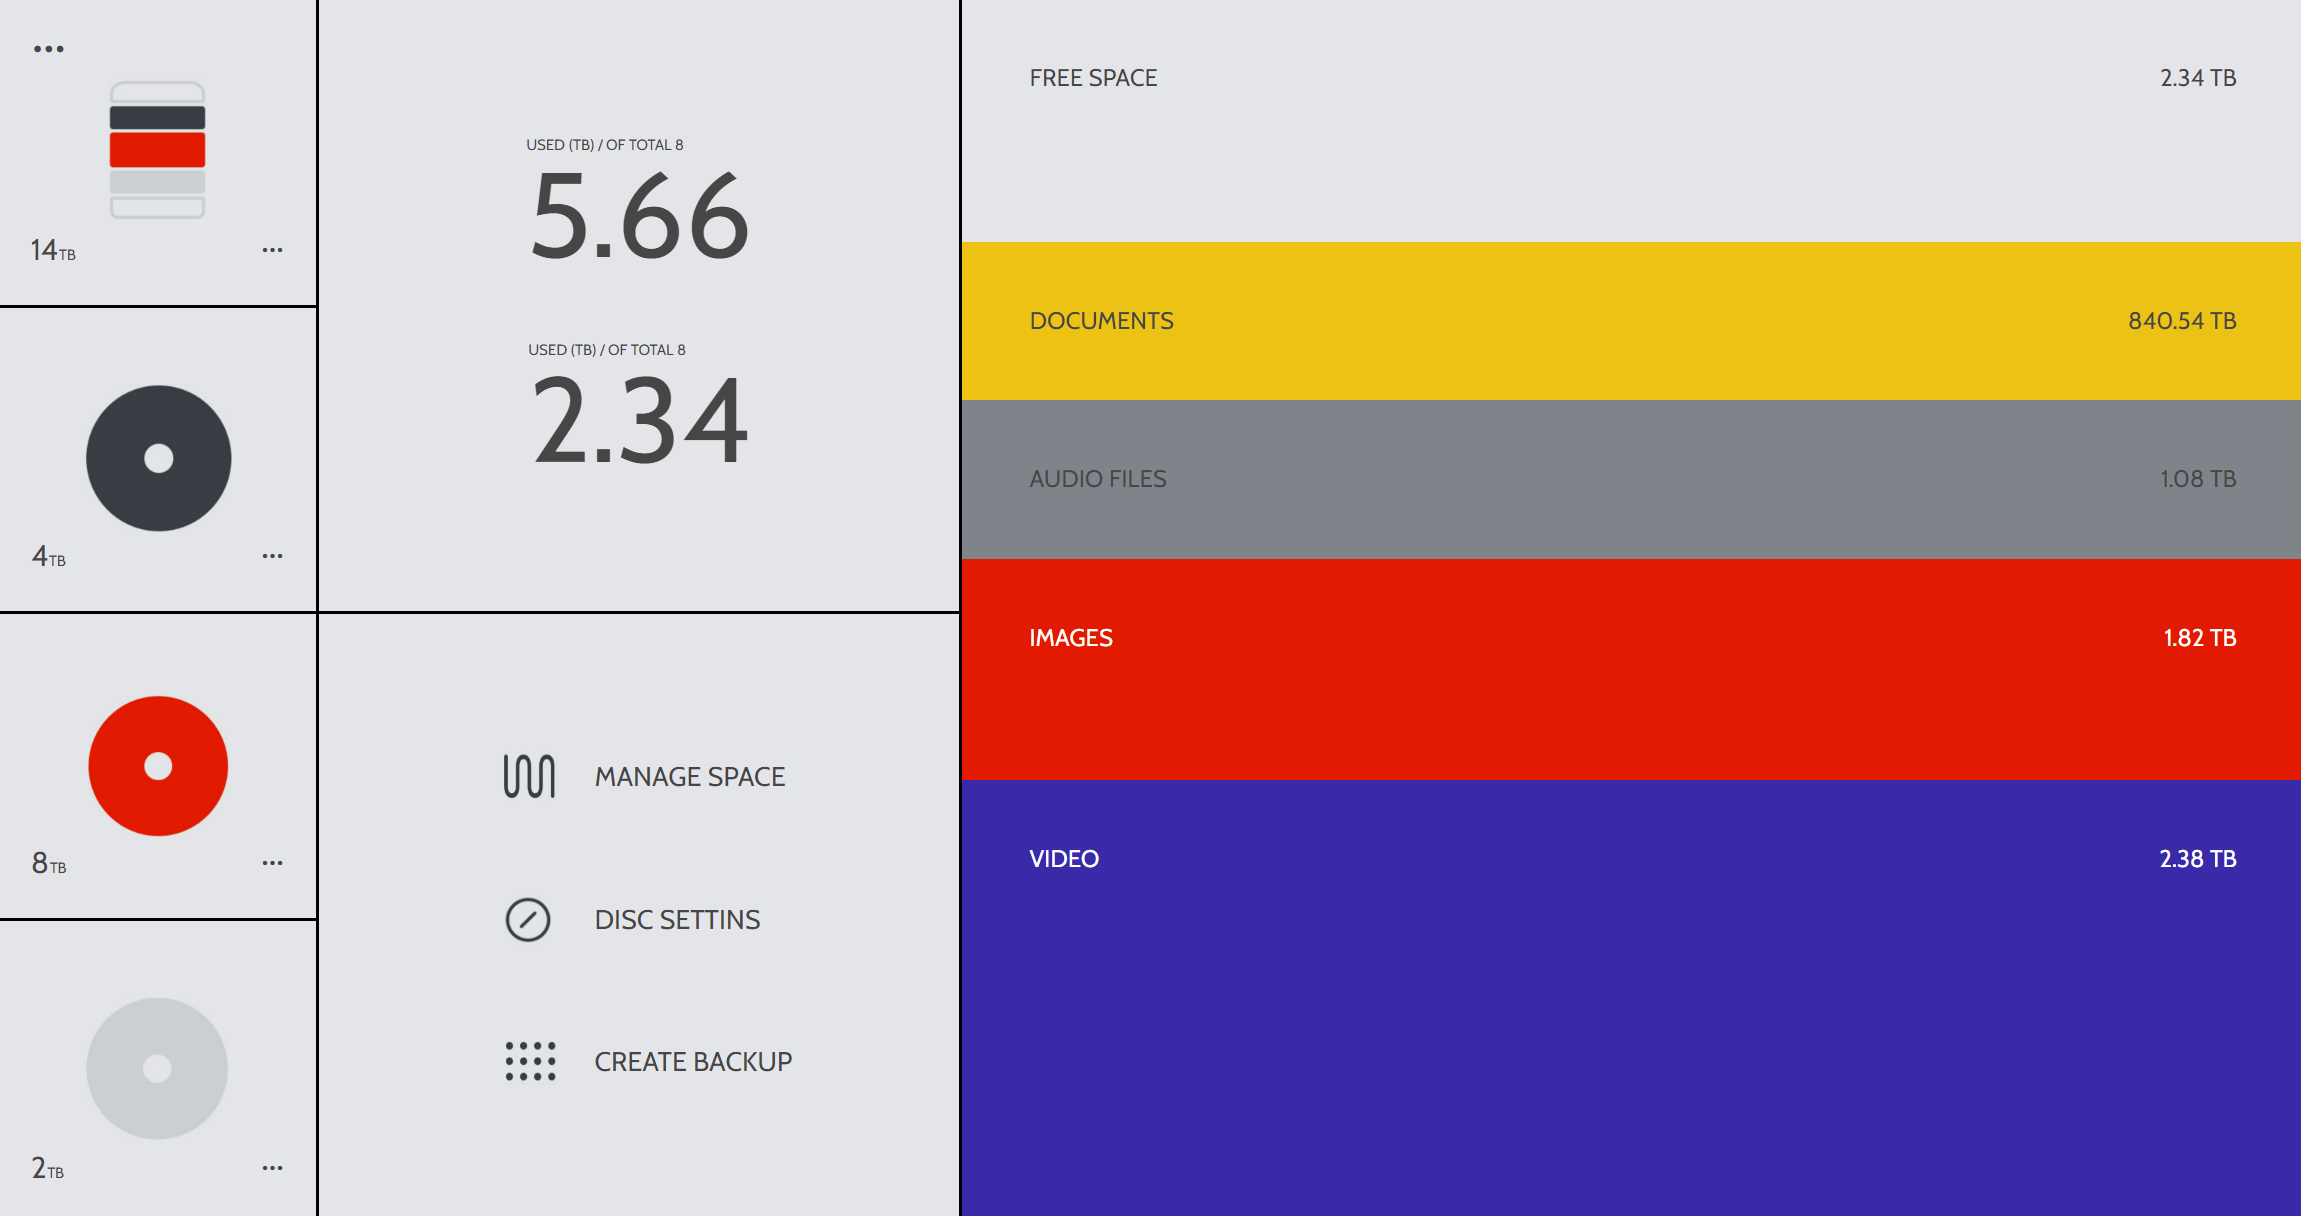 14TB
4TB
8TB
2TB
USED (TB) / OF TOTAL 8
5.66
USED (TB) / OF TOTAL 8
2.34
MANAGE SPACE
DISC SETTINS
CREATE BACKUP
FREE SPACE 2.34 TB
DOCUMENTS 840.54 TB
AUDIO FILES 1.08 TB
IMAGES 1.82 TB
VIDEO 2.38 TB